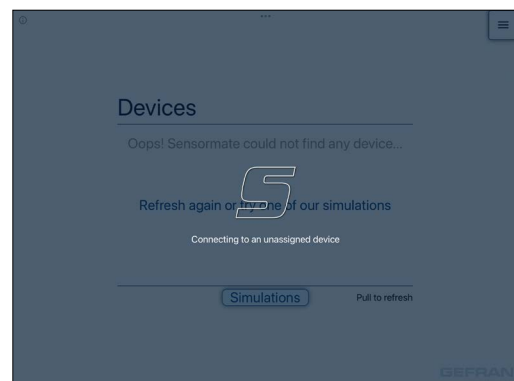 Devices
Oops! Sensormate could not find any device...
Refresh again or try one of our simulations
Connecting to an unassigned device
Simulations
Pull to refresh
GEFRAN